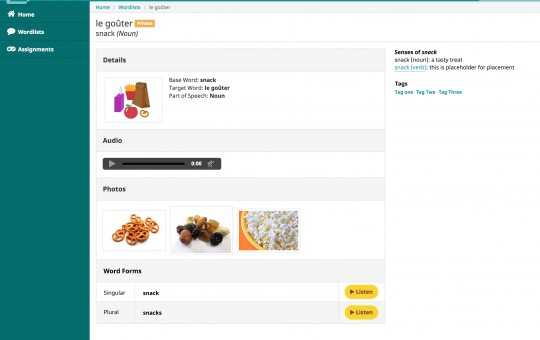 Home
Wordlists
Assignments
Home / Wordlists / le goûter
le goûter Private
snack (Noun)
Details
Base Word: snack
Target Word: le goûter
Part of Speech: Noun
Audio
0:00
Photos
Word Forms
Singular snack Listen
Plural snacks Listen
Senses of snack
snack (noun): a tasty treat
snack (verb): this is placeholder for placement
Tags
Tag one Tag Two Tag Three